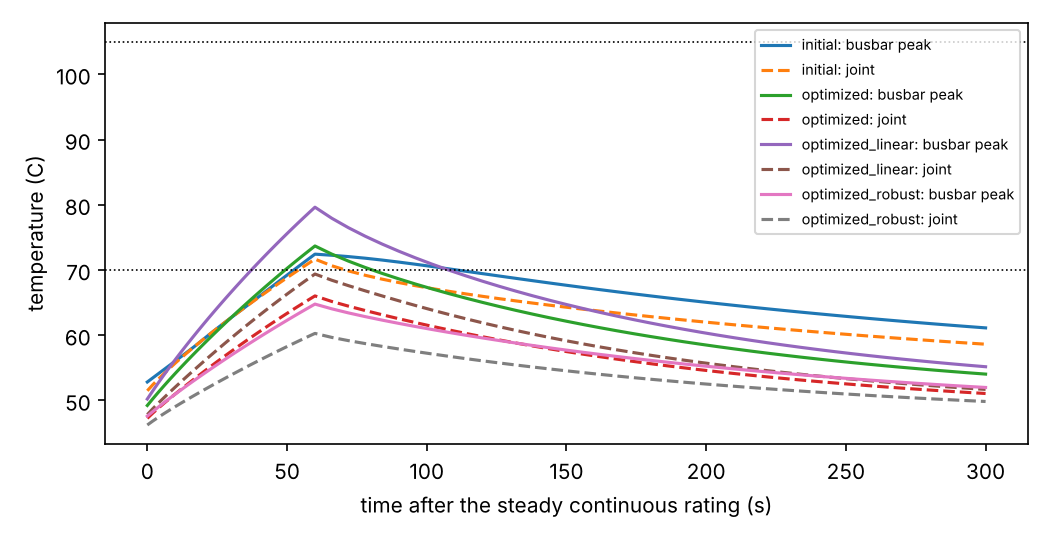 initial: busbar peak
initial: joint
optimized: busbar peak
optimized: joint
optimized_linear: busbar peak
optimized_linear: joint
optimized_robust: busbar peak
optimized_robust: joint
temperature (C)
100
90
80
70
60
50
0 50 100 150 200 250 300
time after the steady continuous rating (s)